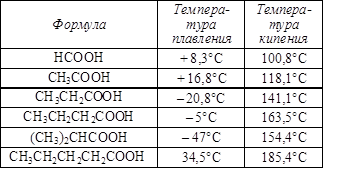 Формула Темпера-тура плавления Темпера-тура кипения
HCOOH +8,3°C 100,8°C
CH3COOH +16,8°C 118,1°C
CH3CH2COOH –20,8°C 141,1°C
CH3CH2CH2COOH –5°C 163,5°C
(CH3)2CHCOOH –47°C 154,4°C
CH3CH2CH2CH2COOH 34,5°C 185,4°C